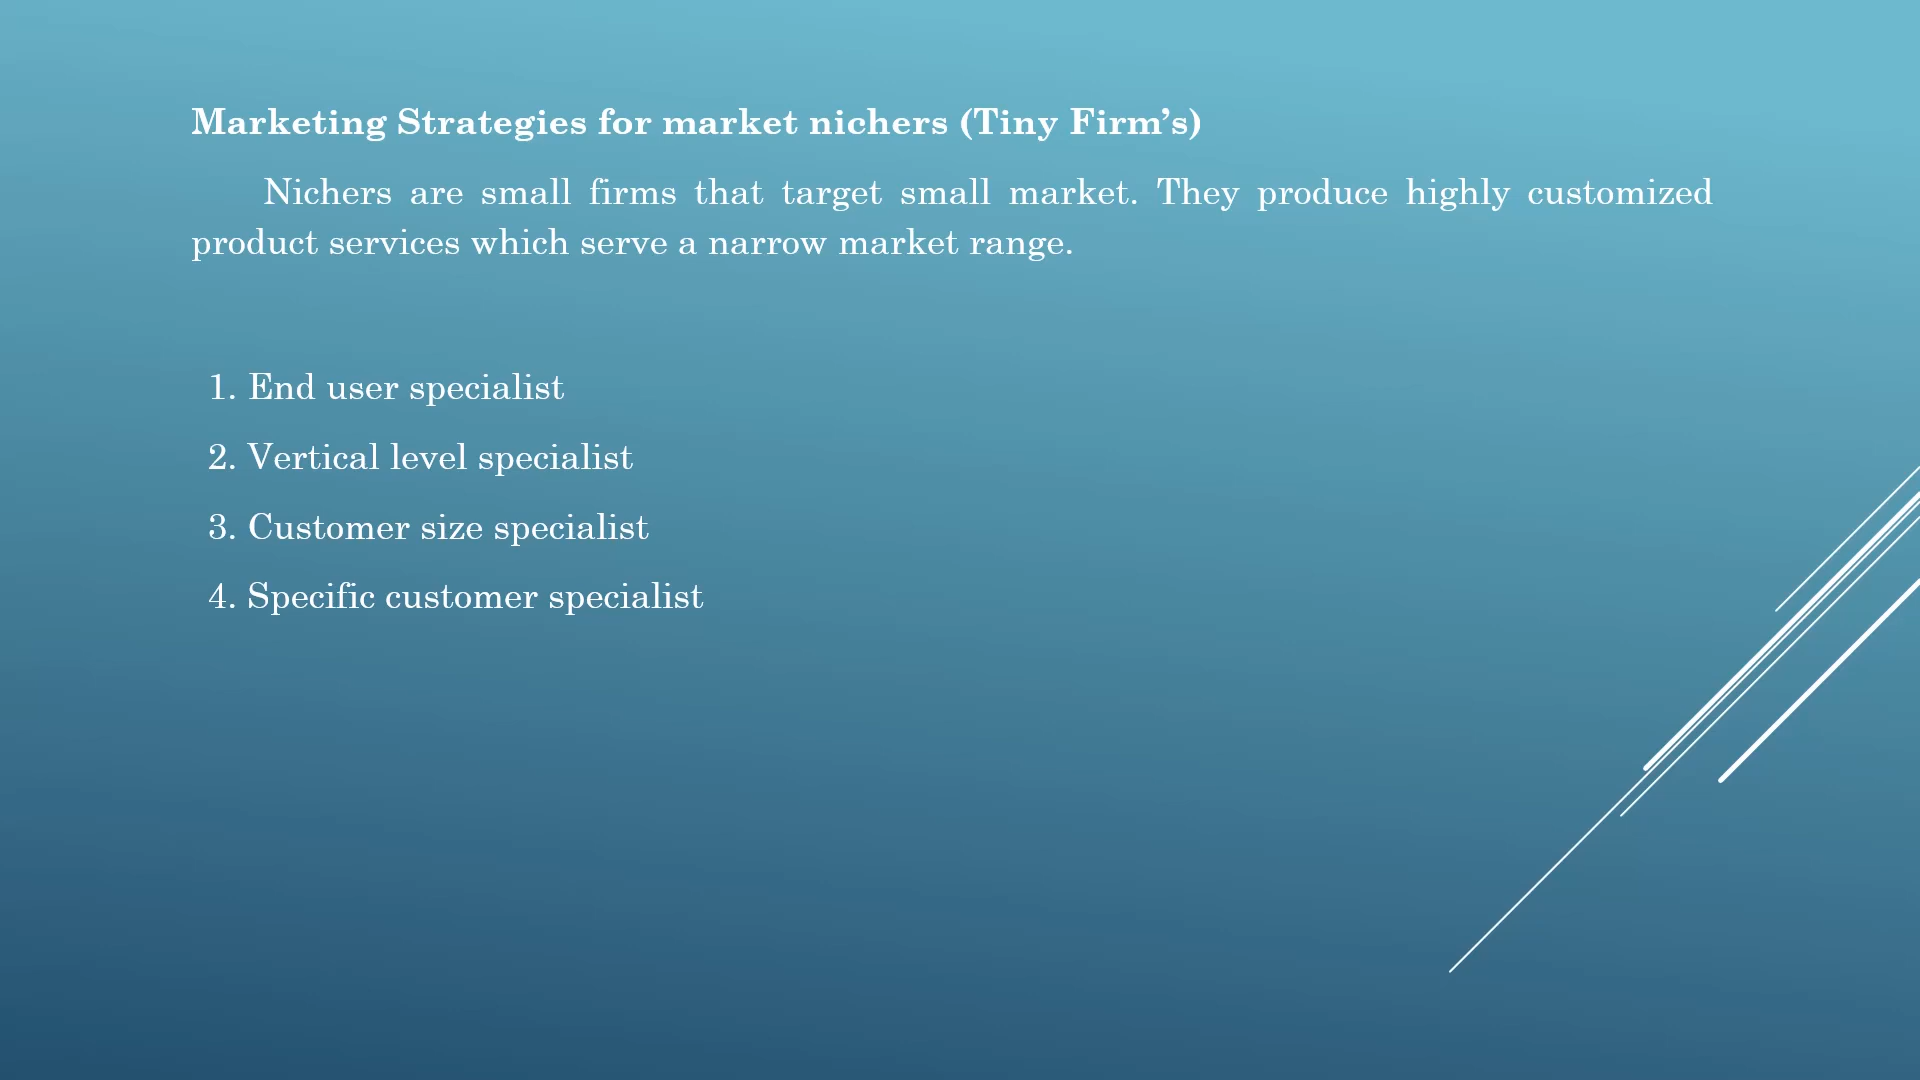 Marketing Strategies for market nichers (Tiny Firm’s)
Nichers are small firms that target small market. They produce highly customized
product services which serve a narrow market range.
1. End user specialist
2. Vertical level specialist
3. Customer size specialist
4. Specific customer specialist